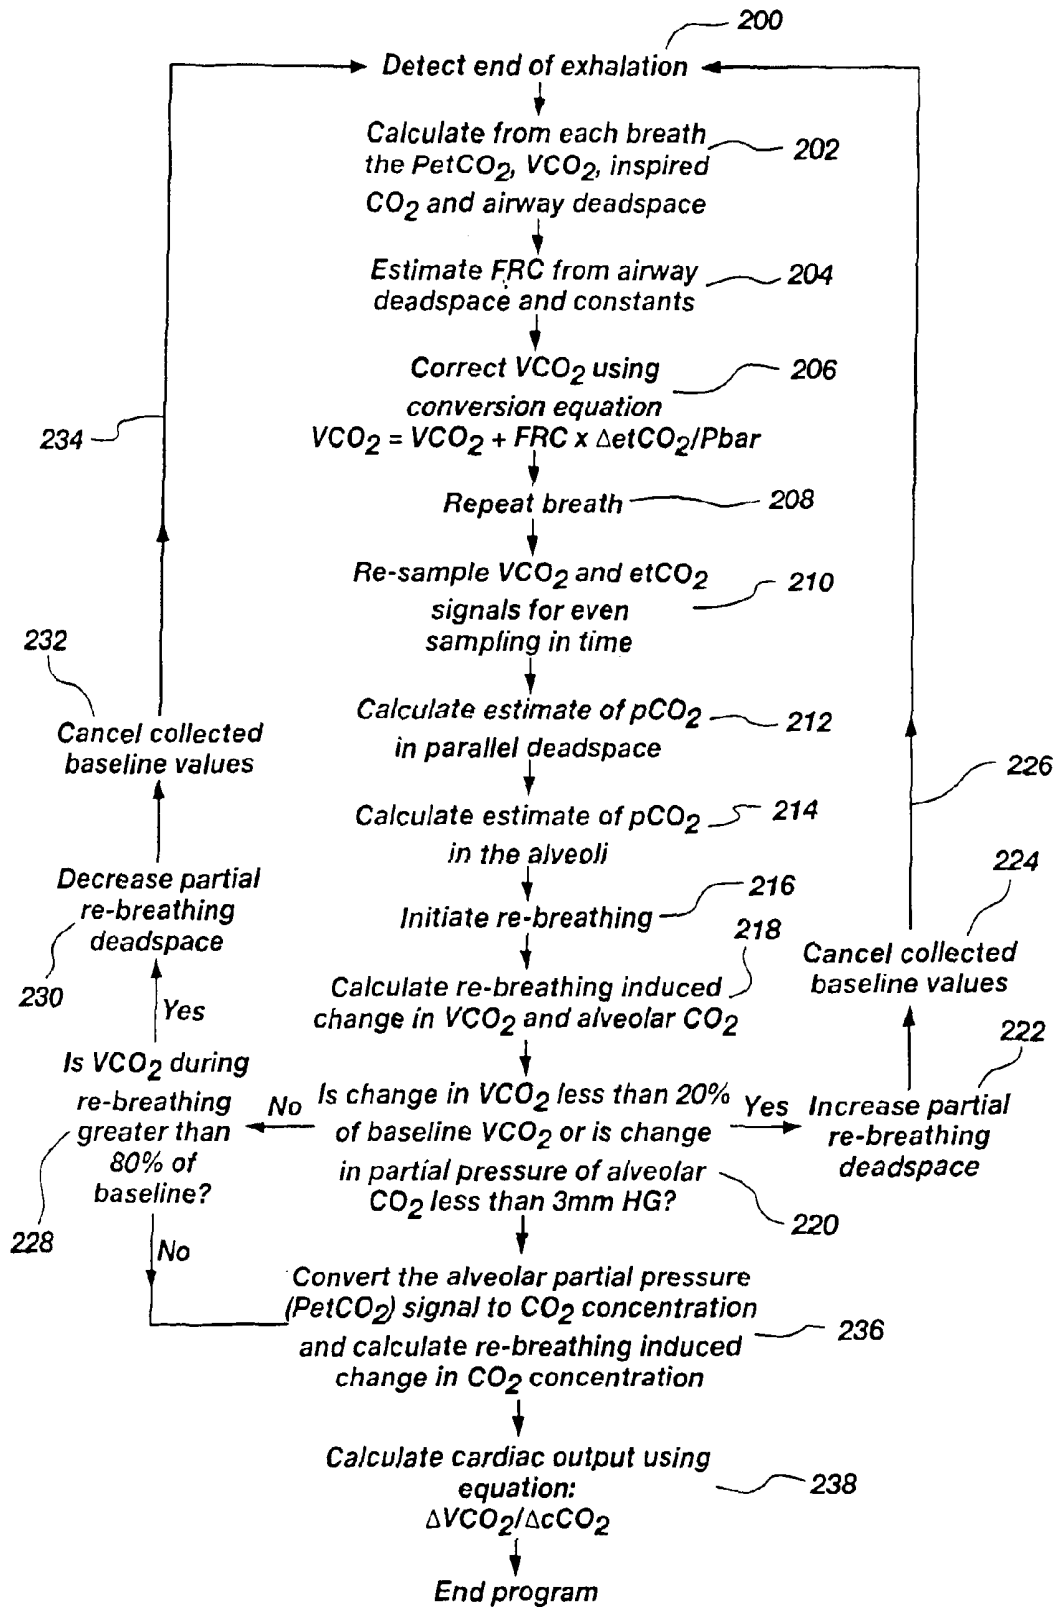 200
Detect end of exhalation
Calculate from each breath
the PetCO2, VCO2, inspired
CO2 and airway deadspace
202
Estimate FRC from airway
deadspace and constants
204
Correct VCO2 using
conversion equation
VCO2 = VCO2 + FRC x ΔetCO2/Pbar
206
234
Repeat breath
208
Re-sample VCO2 and etCO2
signals for even
sampling in time
210
232
Cancel collected
baseline values
Calculate estimate of pCO2
in parallel deadspace
212
226
Calculate estimate of pCO2
in the alveoli
214
Decrease partial
re-breathing
deadspace
230
Yes
Initiate re-breathing
216
218
224
Cancel collected
baseline values
Calculate re-breathing induced
change in VCO2 and alveolar CO2
222
Is VCO2 during
re-breathing
greater than
80% of
baseline?
228
No
No
Is change in VCO2 less than 20%
of baseline VCO2 or is change
in partial pressure of alveolar
CO2 less than 3mm HG?
220
Yes
Increase partial
re-breathing
deadspace
Convert the alveolar partial pressure
(PetCO2) signal to CO2 concentration
and calculate re-breathing induced
change in CO2 concentration
236
Calculate cardiac output using
equation:
ΔVCO2/ΔcCO2
238
End program